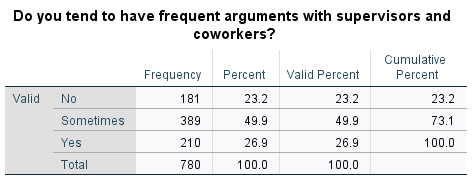 Do you tend to have frequent arguments with supervisors and
coworkers?
Frequency Percent Valid Percent Cumulative Percent
Valid No 181 23.2 23.2 23.2
Sometimes 389 49.9 49.9 73.1
Yes 210 26.9 26.9 100.0
Total 780 100.0 100.0